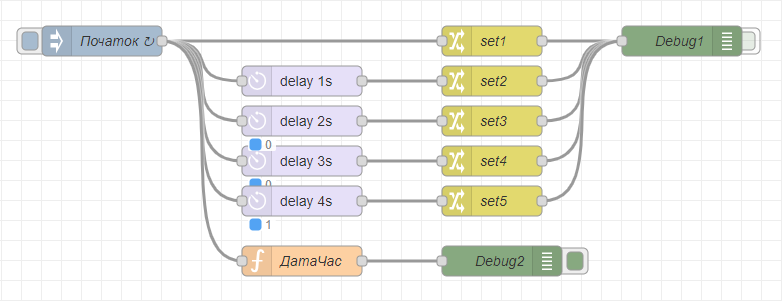 Початок ↻
set1
Debug1
delay 1s
set2
delay 2s
set3
0
delay 3s
set4
0
delay 4s
set5
1
ДатаЧас
Debug2